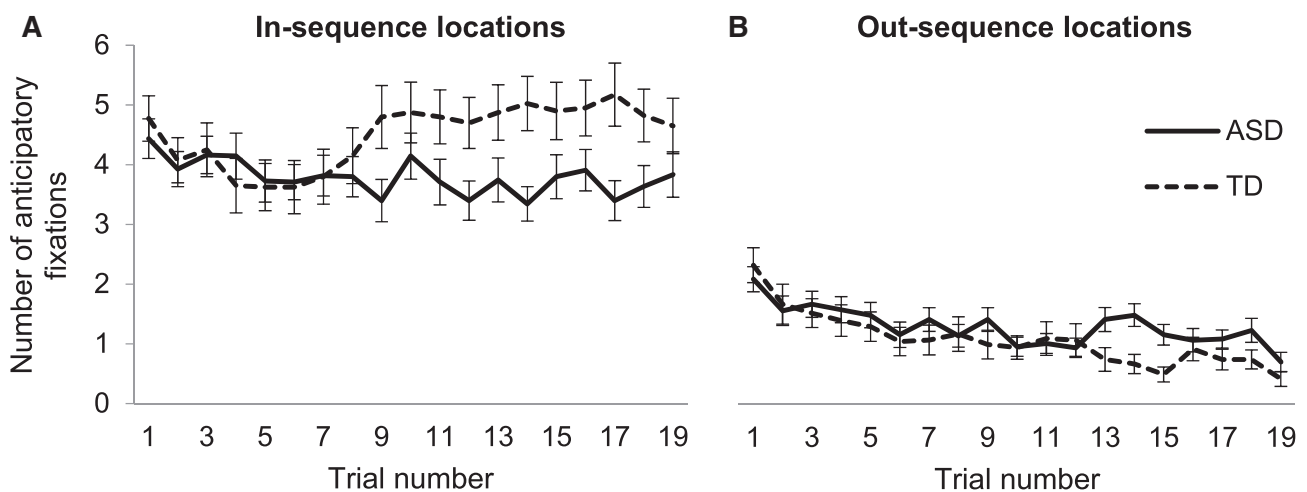 A In-sequence locations
B Out-sequence locations
Number of anticipatory
fixations
6
5
4
3
2
1
0
1 3 5 7 9 11 13 15 17 19
Trial number
ASD
TD
1 3 5 7 9 11 13 15 17 19
Trial number